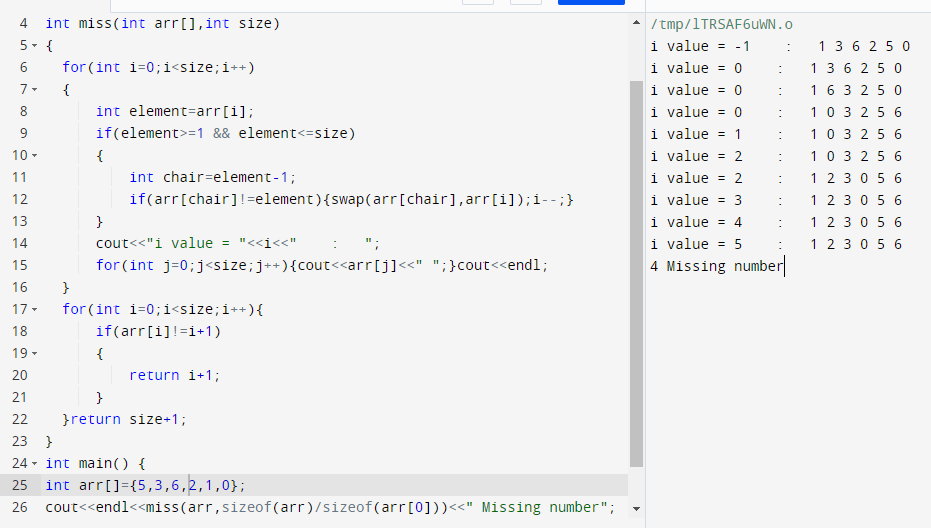 4 int miss(int arr[],int size)
5 {
6 for(int i=0;i<size;i++)
7 {
8 int element=arr[i];
9 if(element>=1 && element<=size)
10 {
11 int chair=element-1;
12 if(arr[chair]!=element){swap(arr[chair],arr[i]);i--;}
13 }
14 cout<<"i value = "<<i<<"    :   ";
15 for(int j=0;j<size;j++){cout<<arr[j]<<" ";}cout<<endl;
16 }
17 for(int i=0;i<size;i++){
18 if(arr[i]!=i+1)
19 {
20 return i+1;
21 }
22 }return size+1;
23 }
24 int main() {
25 int arr[]={5,3,6,2,1,0};
26 cout<<endl<<miss(arr,sizeof(arr)/sizeof(arr[0]))<<" Missing number";
/tmp/lTRSAF6uWN.o
i value = -1    :   1 3 6 2 5 0
i value = 0    :   1 3 6 2 5 0
i value = 0    :   1 6 3 2 5 0
i value = 0    :   1 0 3 2 5 6
i value = 1    :   1 0 3 2 5 6
i value = 2    :   1 0 3 2 5 6
i value = 2    :   1 2 3 0 5 6
i value = 3    :   1 2 3 0 5 6
i value = 4    :   1 2 3 0 5 6
i value = 5    :   1 2 3 0 5 6
4 Missing number